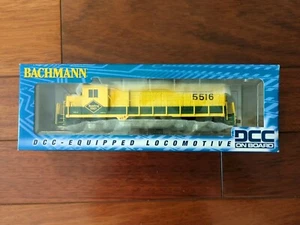 BACHMANN
5516
DCC-EQUIPPED LOCOMOTIVE
DCC
ON BOARD